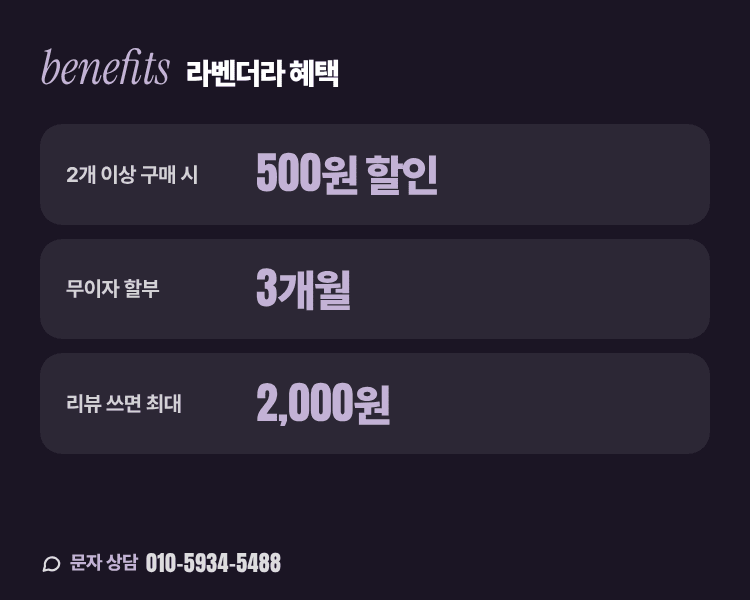 benefits 라벤더라 혜택
2개 이상 구매 시 500원 할인
무이자 할부 3개월
리뷰 쓰면 최대 2,000원
문자 상담 010-5934-5488